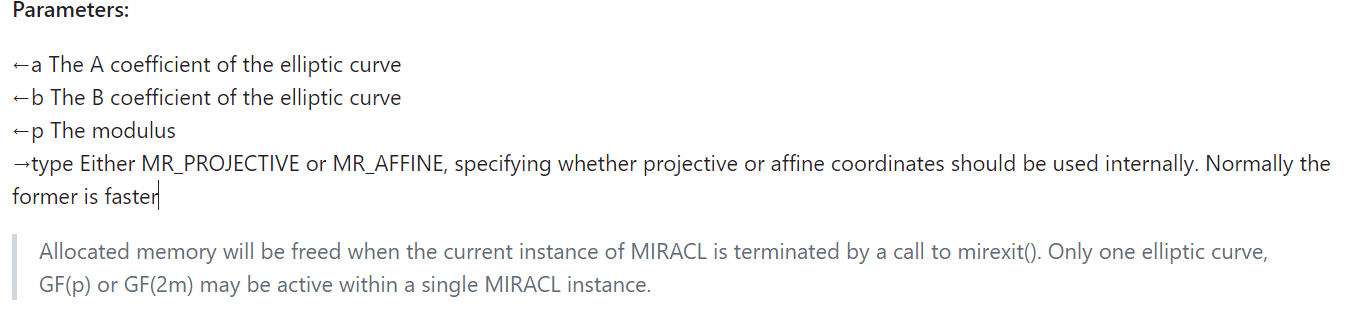 Parameters:
←a The A coefficient of the elliptic curve
←b The B coefficient of the elliptic curve
←p The modulus
→type Either MR_PROJECTIVE or MR_AFFINE, specifying whether projective or affine coordinates should be used internally. Normally the
former is faster
Allocated memory will be freed when the current instance of MIRACL is terminated by a call to mirexit(). Only one elliptic curve,
GF(p) or GF(2m) may be active within a single MIRACL instance.